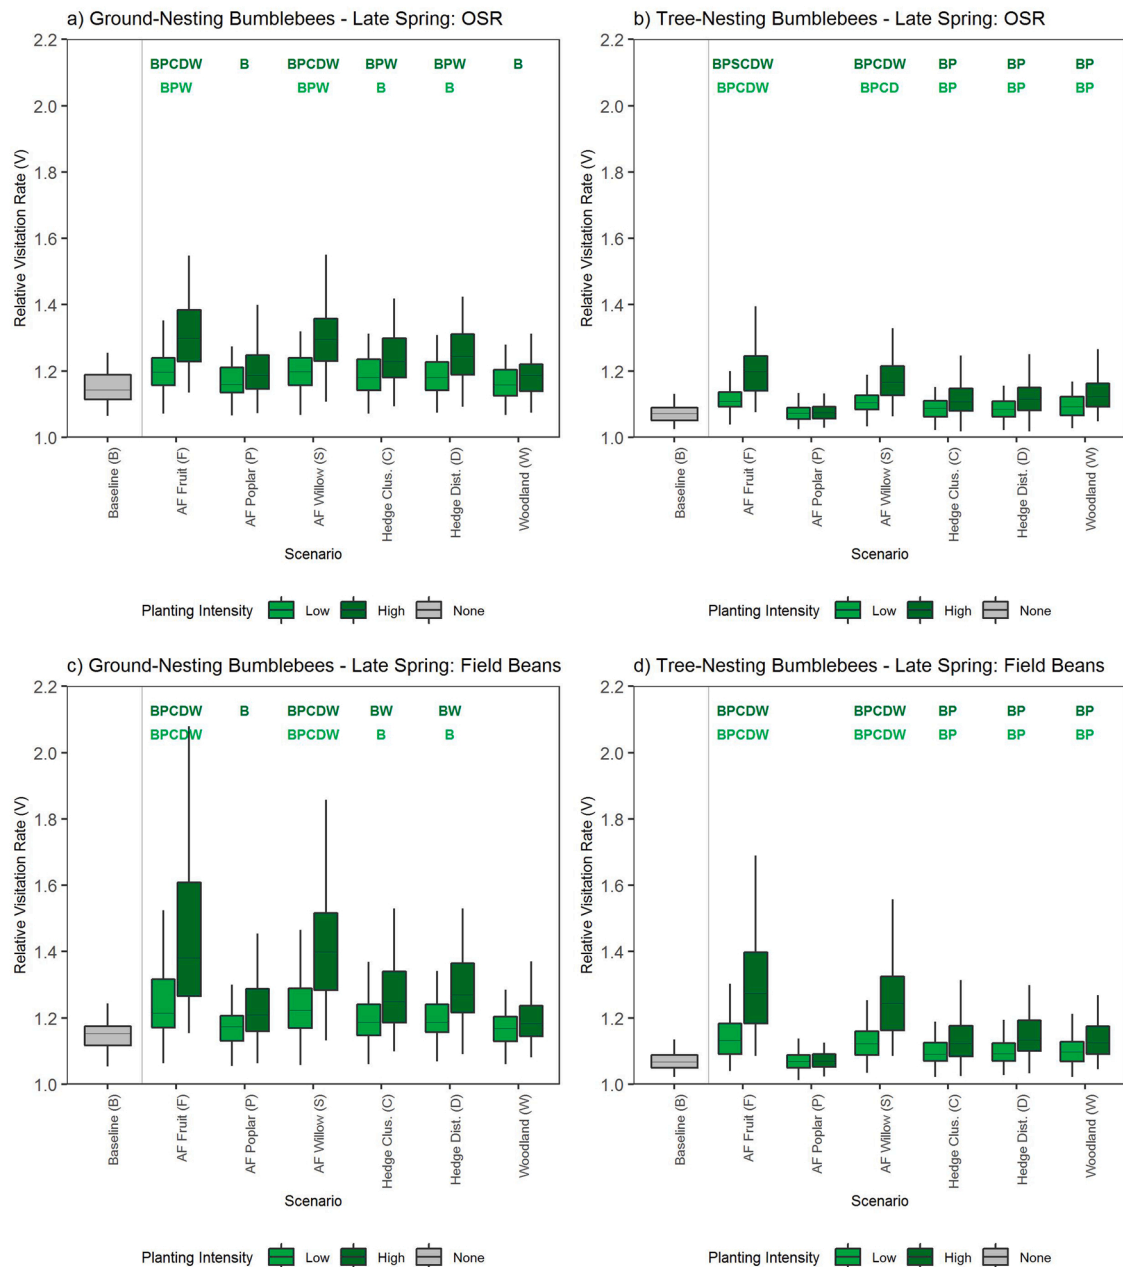 a) Ground-Nesting Bumblebees - Late Spring: OSR
Relative Visitation Rate (V)
2.2
2.0
1.8
1.6
1.4
1.2
1.0
BPCDW B BPCDW BPW BPW B
BPW BPW B B
Baseline (B)
AF Fruit (F)
AF Poplar (P)
AF Willow (S)
Hedge Clus. (C)
Hedge Dist. (D)
Woodland (W)
Scenario
Planting Intensity Low High None
b) Tree-Nesting Bumblebees - Late Spring: OSR
Relative Visitation Rate (V)
2.2
2.0
1.8
1.6
1.4
1.2
1.0
BPSCDW BPCDW BP BP BP
BPCDW BPCD BP BP BP
Baseline (B)
AF Fruit (F)
AF Poplar (P)
AF Willow (S)
Hedge Clus. (C)
Hedge Dist. (D)
Woodland (W)
Scenario
Planting Intensity Low High None
c) Ground-Nesting Bumblebees - Late Spring: Field Beans
Relative Visitation Rate (V)
2.2
2.0
1.8
1.6
1.4
1.2
1.0
BPCDW B BPCDW BW BW
BPCDW BPCDW B B
Baseline (B)
AF Fruit (F)
AF Poplar (P)
AF Willow (S)
Hedge Clus. (C)
Hedge Dist. (D)
Woodland (W)
Scenario
Planting Intensity Low High None
d) Tree-Nesting Bumblebees - Late Spring: Field Beans
Relative Visitation Rate (V)
2.2
2.0
1.8
1.6
1.4
1.2
1.0
BPCDW BPCDW BP BP BP
BPCDW BPCDW BP BP BP
Baseline (B)
AF Fruit (F)
AF Poplar (P)
AF Willow (S)
Hedge Clus. (C)
Hedge Dist. (D)
Woodland (W)
Scenario
Planting Intensity Low High None